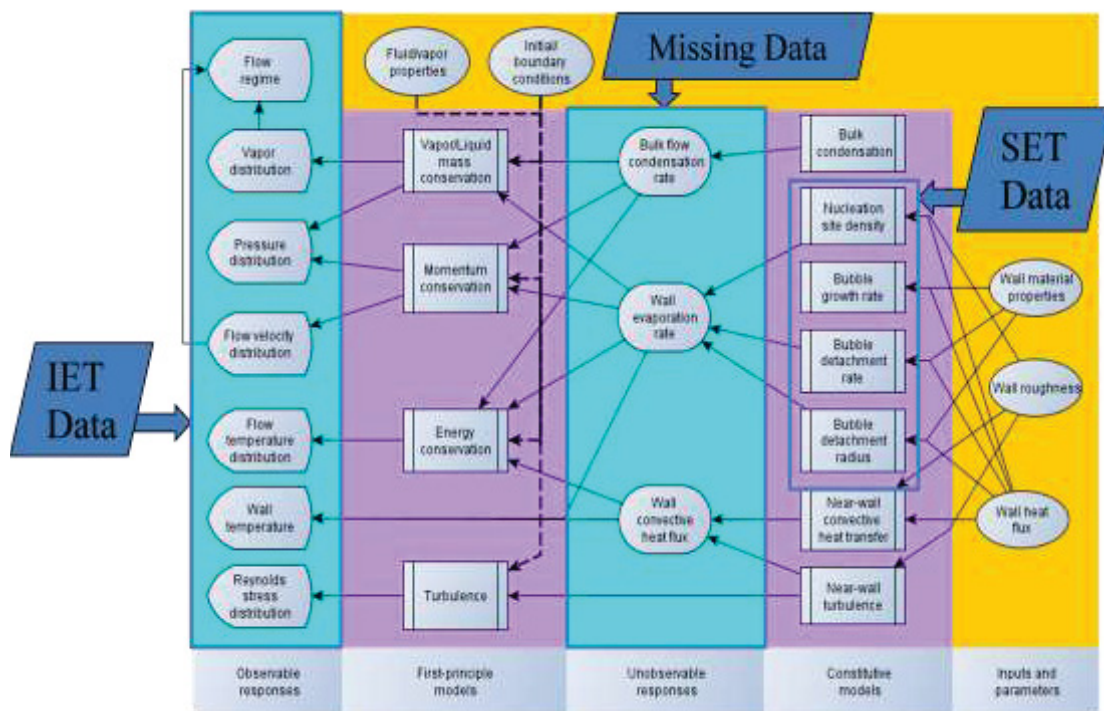 Missing Data
Flow
regime
Fluid/vapor
properties
Initial/
boundary
conditions
SET
Data
Vapor
distribution
Vapor/Liquid
mass
conservation
Bulk flow
condensation
rate
Bulk
condensation
Nucleation
site density
Pressure
distribution
Momentum
conservation
Wall
evaporation
rate
Bubble
growth rate
Wall material
properties
Flow velocity
distribution
Bubble
detachment
rate
Wall roughness
IET
Data
Flow
temperature
distribution
Energy
conservation
Bubble
detachment
radius
Wall
temperature
Wall
convective
heat flux
Near-wall
convective
heat transfer
Wall heat
flux
Reynolds
stress
distribution
Turbulence
Near-wall
turbulence
Observable
responses
First-principle
models
Unobservable
responses
Constitutive
models
Inputs and
parameters